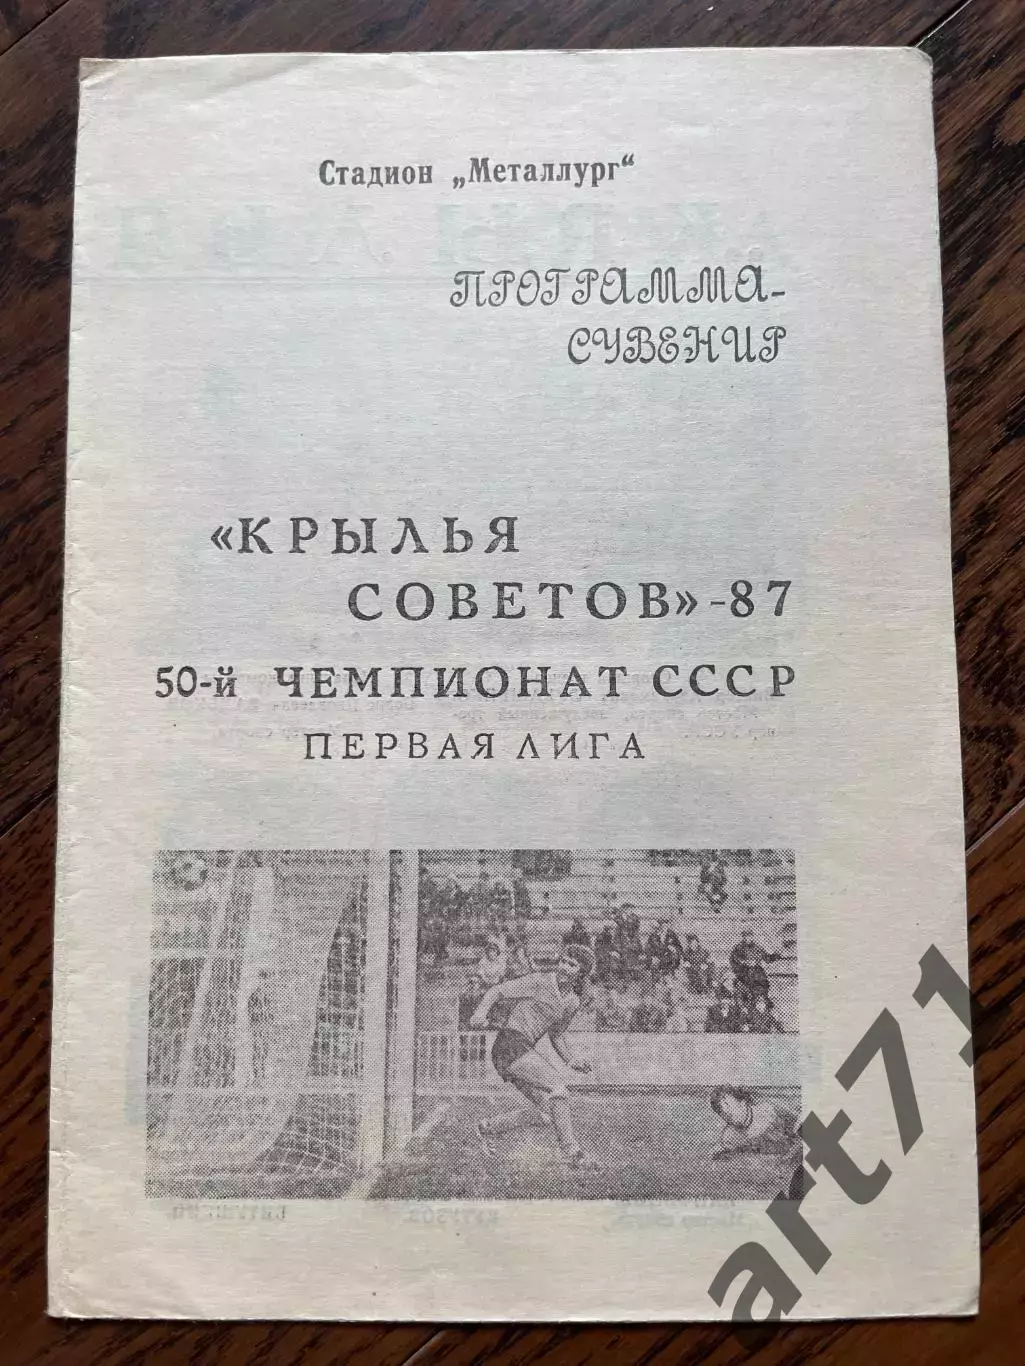 Стадион „Металлург“
ПРОГРАММА-
СУВЕНИР
«КРЫЛЬЯ
СОВЕТОВ»-87
50-й ЧЕМПИОНАТ СССР
ПЕРВАЯ ЛИГА
art71